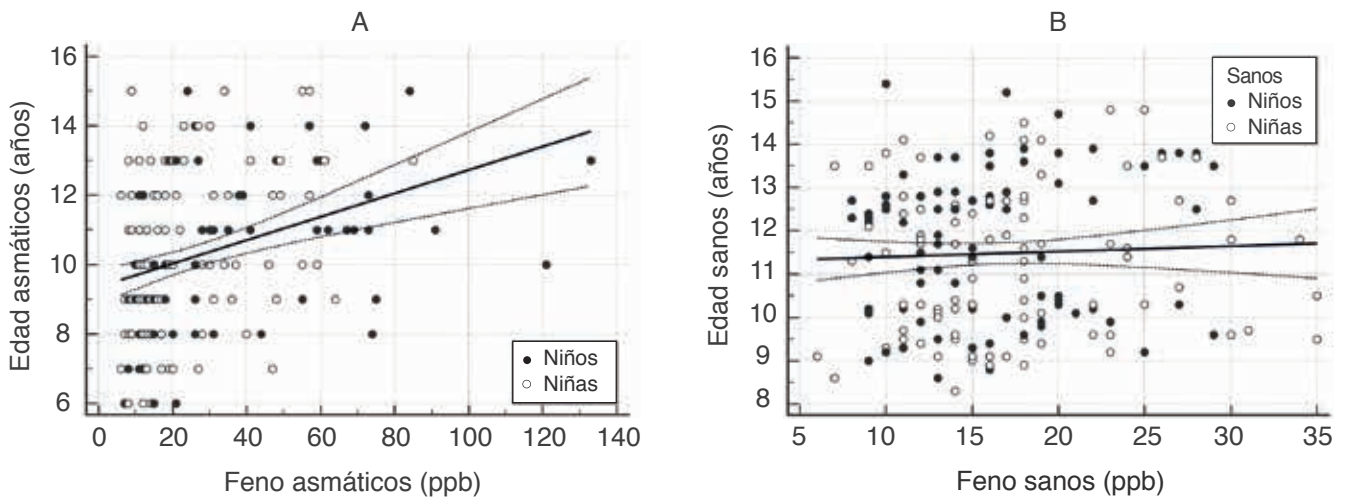 A
16
14
12
10
8
6
Edad asmáticos (años)
0 20 40 60 80 100 120 140
Feno asmáticos (ppb)
Niños
Niñas
B
16
15
14
13
12
11
10
9
8
Edad sanos (años)
5 10 15 20 25 30 35
Feno sanos (ppb)
Sanos
Niños
Niñas